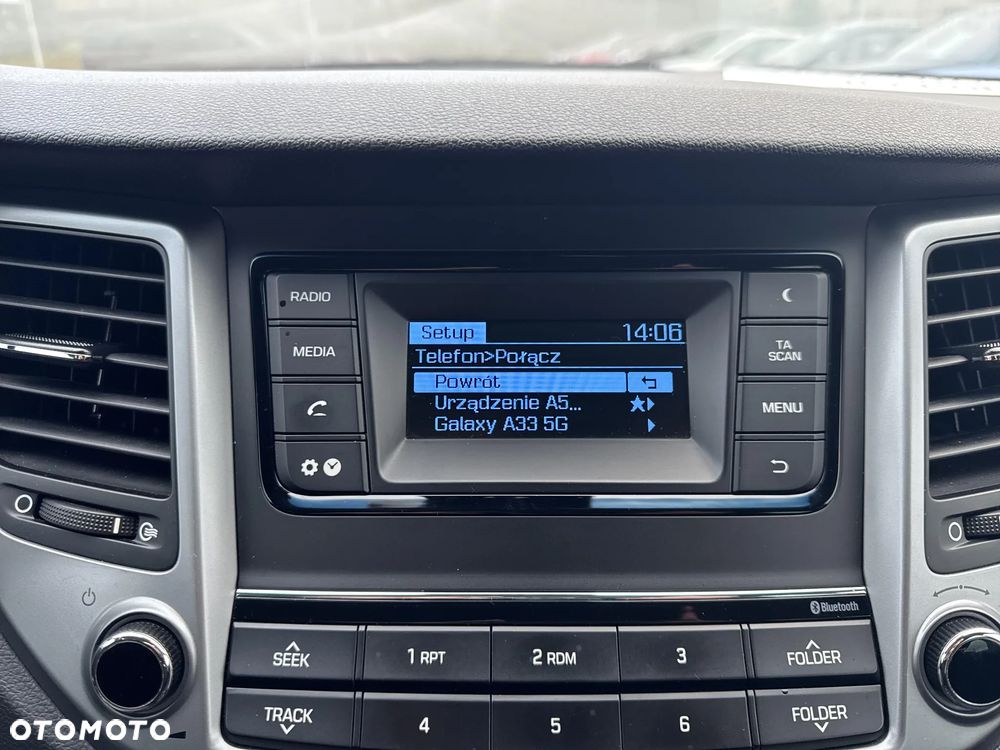 RADIO
MEDIA
Setup 14:06
Telefon>Połącz
Powrót
Urządzenie A5...
Galaxy A33 5G
TA
SCAN
MENU
Bluetooth
SEEK
1 RPT
2 RDM
3
FOLDER
TRACK
4
5
6
FOLDER
OTOMOTO